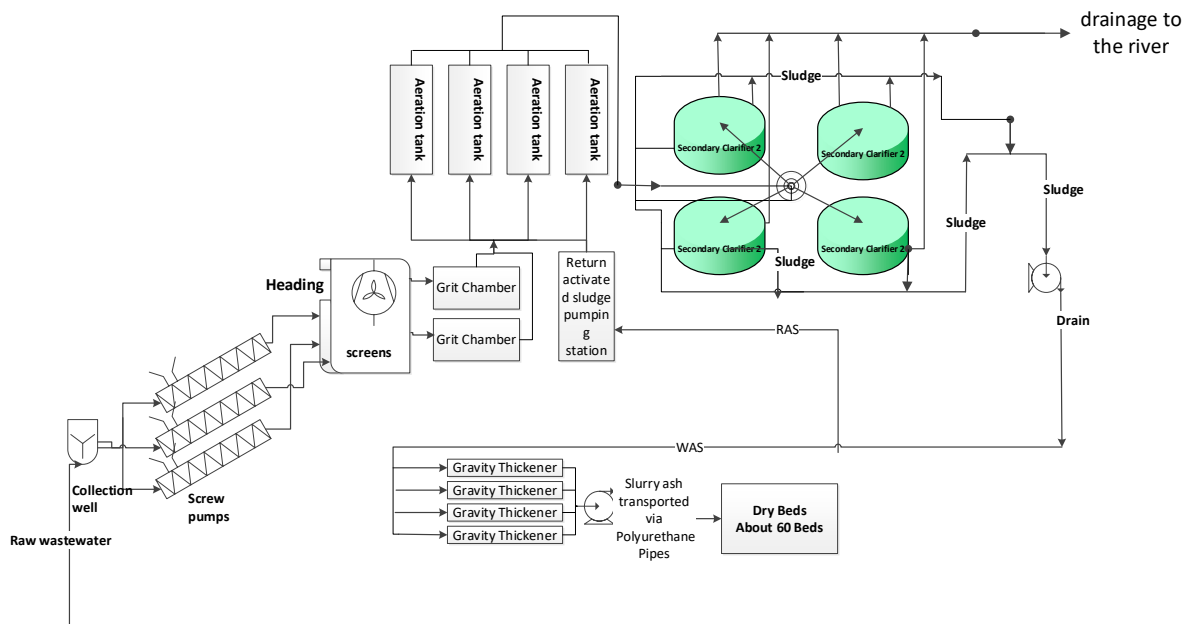 drainage to
the river
Aeration tank
Aeration tank
Aeration tank
Aeration tank
Sludge
Secondary Clarifier 2
Secondary Clarifier 2
Sludge
Sludge
Secondary Clarifier 2
Secondary Clarifier 2
Sludge
Return
activate
d sludge
pumpin
g
station
Heading
screens
Grit Chamber
Grit Chamber
RAS
Drain
WAS
Collection
well
Screw
pumps
Raw wastewater
Gravity Thickener
Gravity Thickener
Gravity Thickener
Gravity Thickener
Slurry ash
transported
via
Polyurethane
Pipes
Dry Beds
About 60 Beds